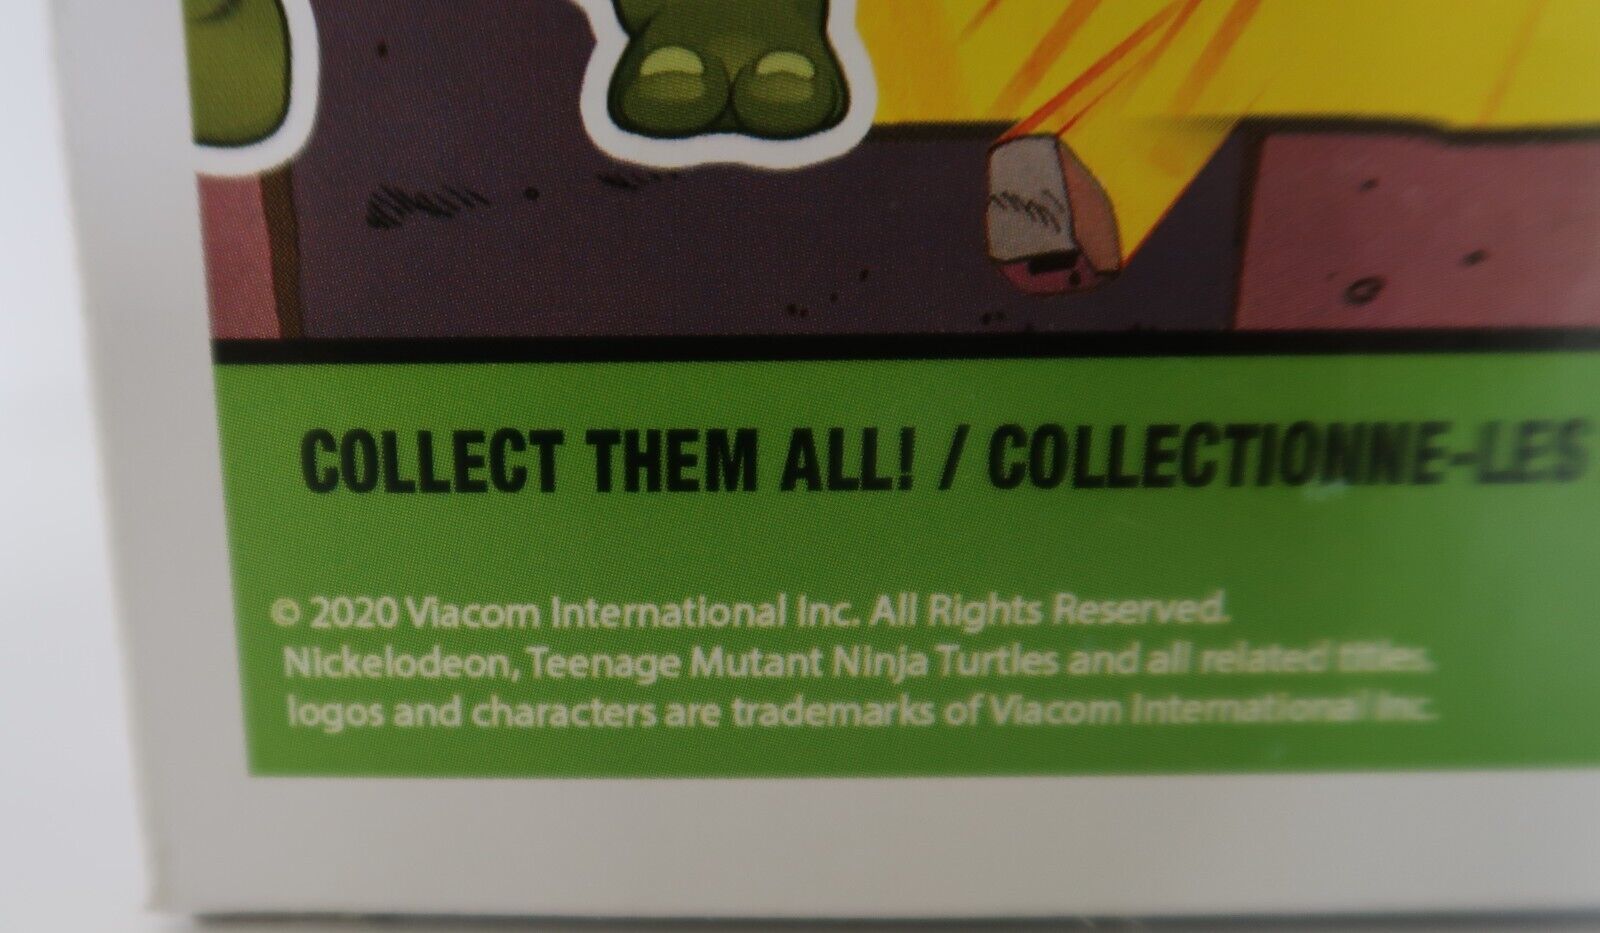 COLLECT THEM ALL! / COLLECTIONNE-LES
© 2020 Viacom International Inc. All Rights Reserved.
Nickelodeon, Teenage Mutant Ninja Turtles and all related titles,
logos and characters are trademarks of Viacom International Inc.